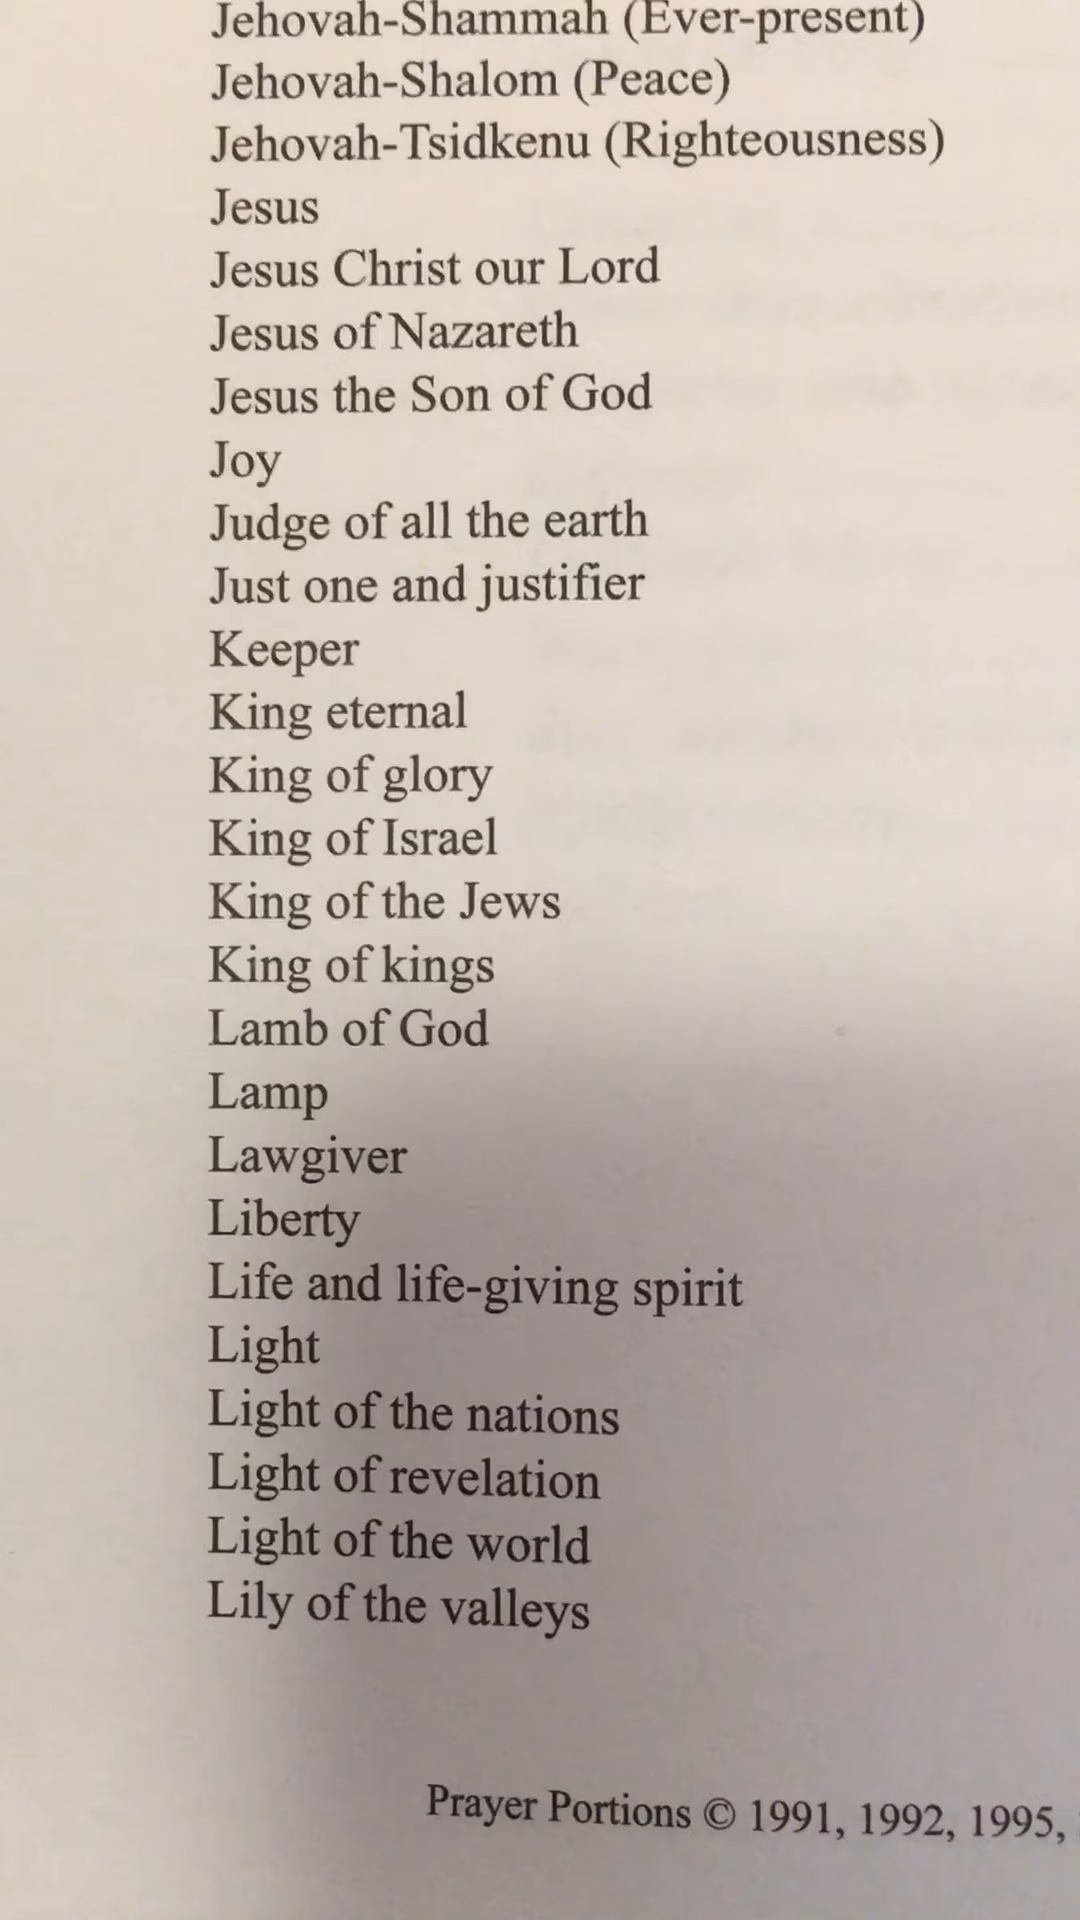 Jehovah-Shammah (Ever-present)
Jehovah-Shalom (Peace)
Jehovah-Tsidkenu (Righteousness)
Jesus
Jesus Christ our Lord
Jesus of Nazareth
Jesus the Son of God
Joy
Judge of all the earth
Just one and justifier
Keeper
King eternal
King of glory
King of Israel
King of the Jews
King of kings
Lamb of God
Lamp
Lawgiver
Liberty
Life and life-giving spirit
Light
Light of the nations
Light of revelation
Light of the world
Lily of the valleys
Prayer Portions © 1991, 1992, 1995,